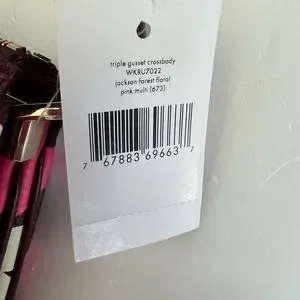 triple gusset crossbody
WKRU7022
jackson forest floral
pink multi (673)
7 67883 69663 7